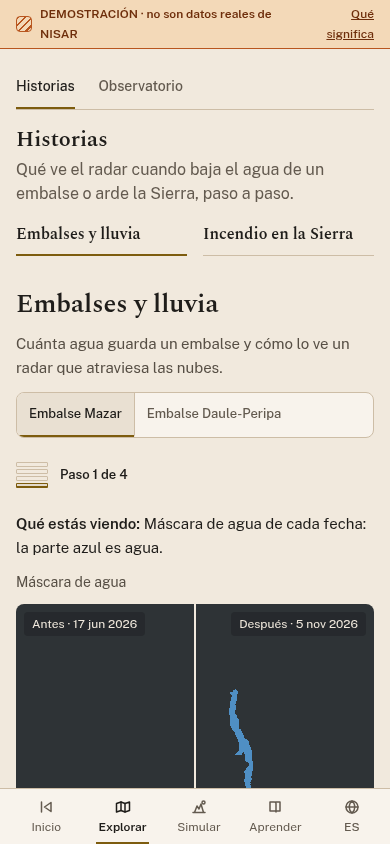 DEMOSTRACIÓN · no son datos reales de
NISAR
Qué
significa
Historias
Observatorio
Historias
Qué ve el radar cuando baja el agua de un
embalse o arde la Sierra, paso a paso.
Embalses y lluvia
Incendio en la Sierra
Embalses y lluvia
Cuánta agua guarda un embalse y cómo lo ve un
radar que atraviesa las nubes.
Embalse Mazar
Embalse Daule-Peripa
Paso 1 de 4
Qué estás viendo: Máscara de agua de cada fecha:
la parte azul es agua.
Máscara de agua
Antes · 17 jun 2026
Después · 5 nov 2026
Inicio
Explorar
Simular
Aprender
ES